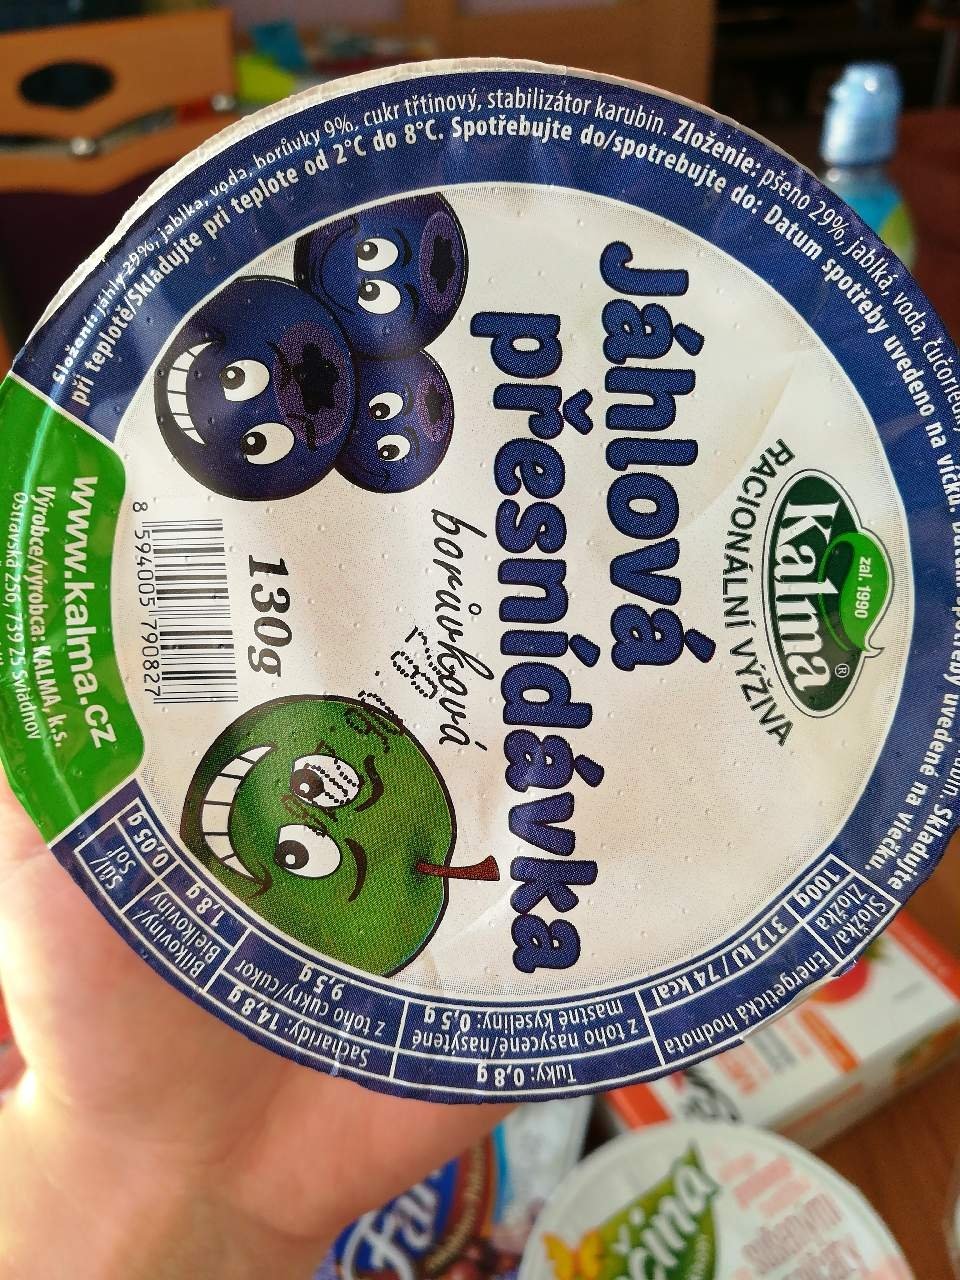 Složení: jáhly 29%, jablka, voda, borůvky 9%, cukr třtinový, stabilizátor karubin. Zloženie: pšeno 29%, jablká, voda, čučoriedky
při teplotě/Skladujte pri teplote od 2°C do 8°C. Spotřebujte do/spotrebujte do: Datum spotřeby uvedeno na víčku.
Skladujte
uvedené na viečku.
Kalma®
zal. 1990
RACIONÁLNÍ VÝŽIVA
Jáhlová
přesnídávka
borůvková
130g
8 594005 790827
www.kalma.cz
Výrobce/výrobca: KALMA, k.s.
Ostravská 256, 739 25 Sviadnov
Složka/
Zložka
100g
Energetická hodnota
312 kJ / 74 kcal
Tuky: 0,8 g
z toho nasycené/nasýtené
mastné kyseliny: 0,5 g
Sacharidy: 14,8 g
z toho cukry/cukor
9,5 g
Bílkoviny/
Bielkoviny
1,8 g
Sůl/
Soľ
0,05 g